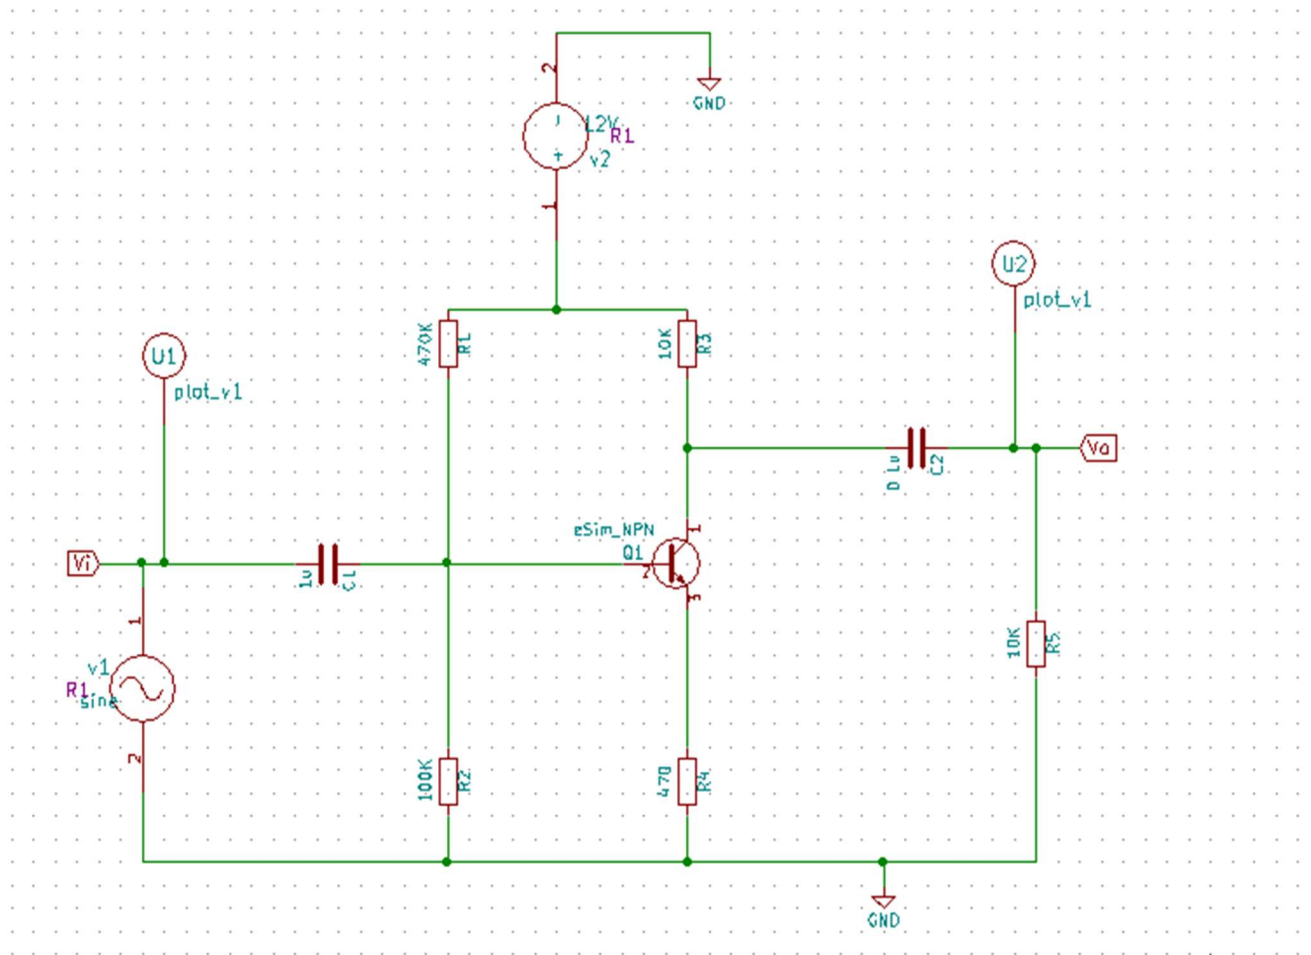 2
GND
12V
R1
v2
1
U2
plot_v1
470K
R1
10K
R3
U1
plot_v1
Vo
0.1u
C2
eSim_NPN
1
Q1
2
3
Vi
1u
C1
1
10K
R5
v1
R1
sine
2
100K
R2
470
R4
GND